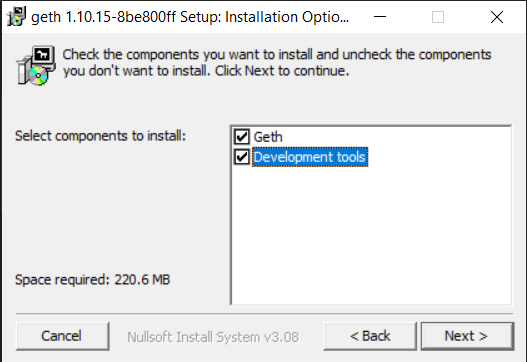 geth 1.10.15-8be800ff Setup: Installation Optio...
Check the components you want to install and uncheck the components
you don't want to install. Click Next to continue.
Select components to install:
Geth
Development tools
Space required: 220.6 MB
Cancel
Nullsoft Install System v3.08
< Back
Next >